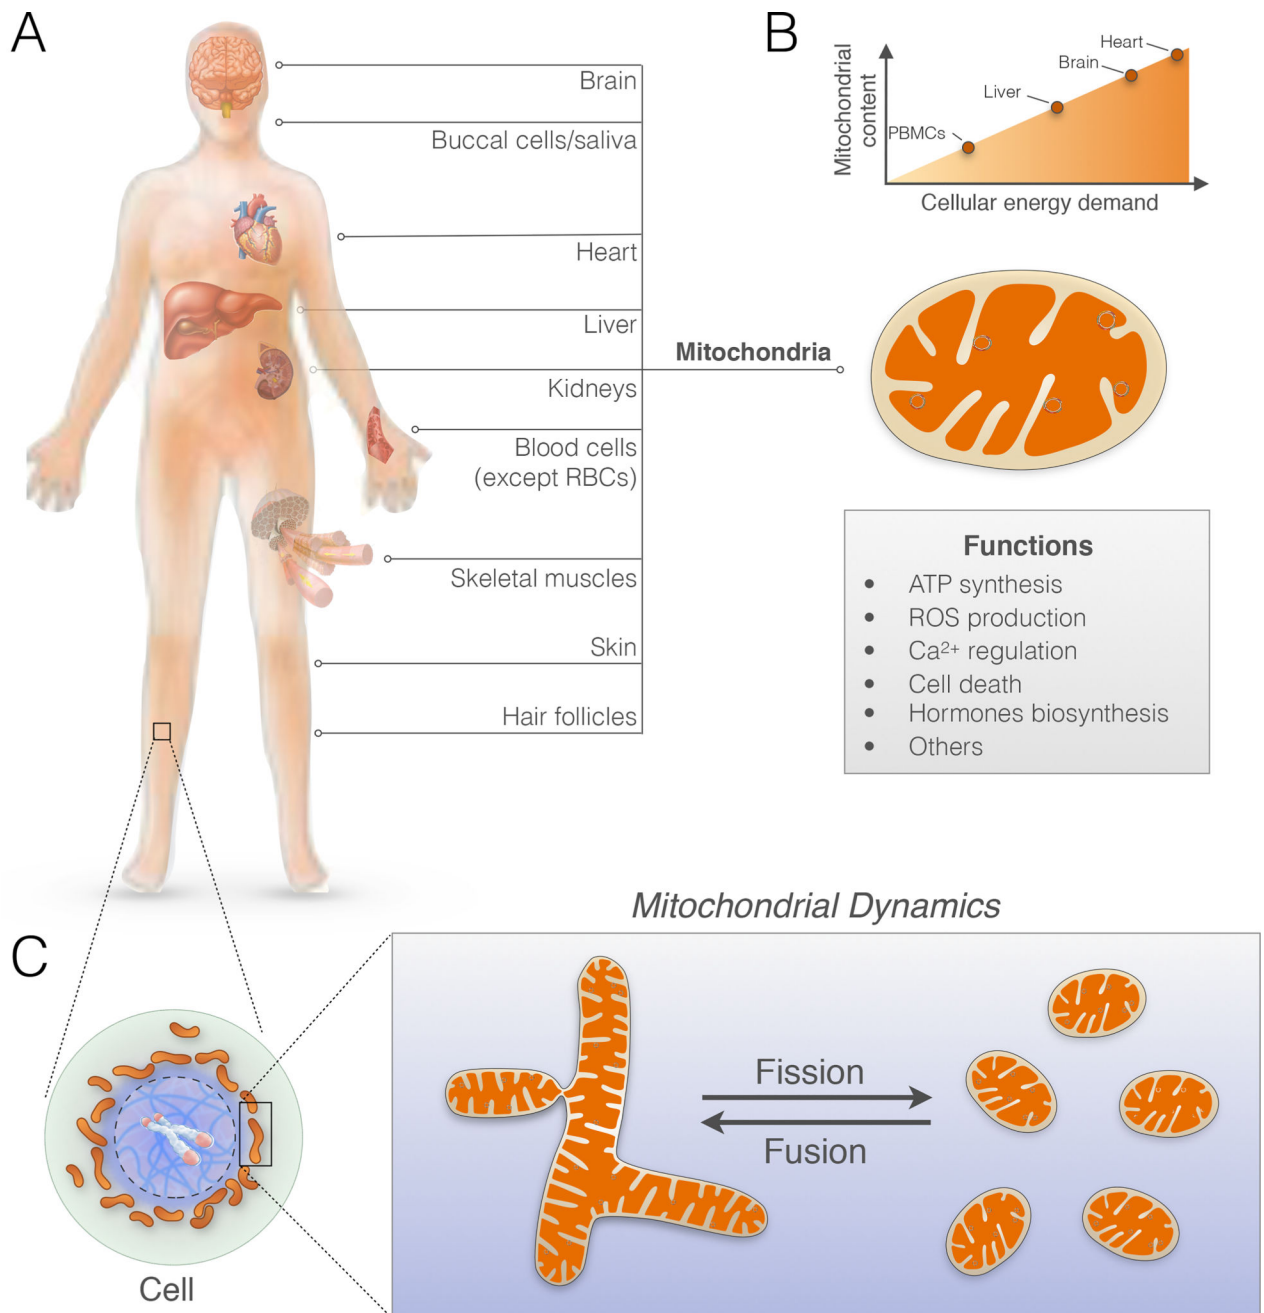 A
Brain
Buccal cells/saliva
Heart
Liver
Kidneys
Blood cells
(except RBCs)
Skeletal muscles
Skin
Hair follicles
Mitochondria
B
Mitochondrial
content
Heart
Brain
Liver
PBMCs
Cellular energy demand
Functions
• ATP synthesis
• ROS production
• Ca²⁺ regulation
• Cell death
• Hormones biosynthesis
• Others
C
Cell
Mitochondrial Dynamics
Fission
Fusion